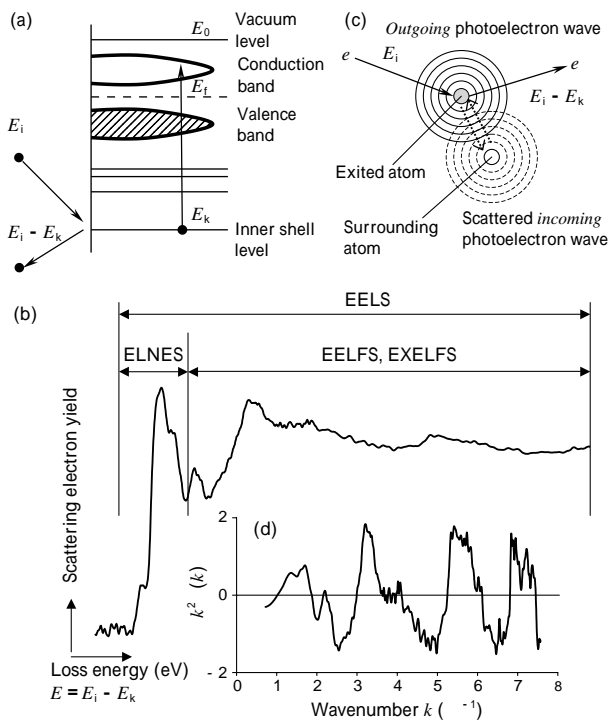 (a)
E0
Vacuum
level
Conduction
band
Ef
Valence
band
Ei
Ek
Ei - Ek
Inner shell
level
(c)
Outgoing photoelectron wave
e
Ei
e
Ei - Ek
Exited atom
Surrounding
atom
Scattered incoming
photoelectron wave
(b)
EELS
ELNES
EELFS, EXELFS
Scattering electron yield
Loss energy (eV)
E = Ei - Ek
(d)
k2 (k)
2
0
- 2
0 1 2 3 4 5 6 7 8
Wavenumber k ( -1)